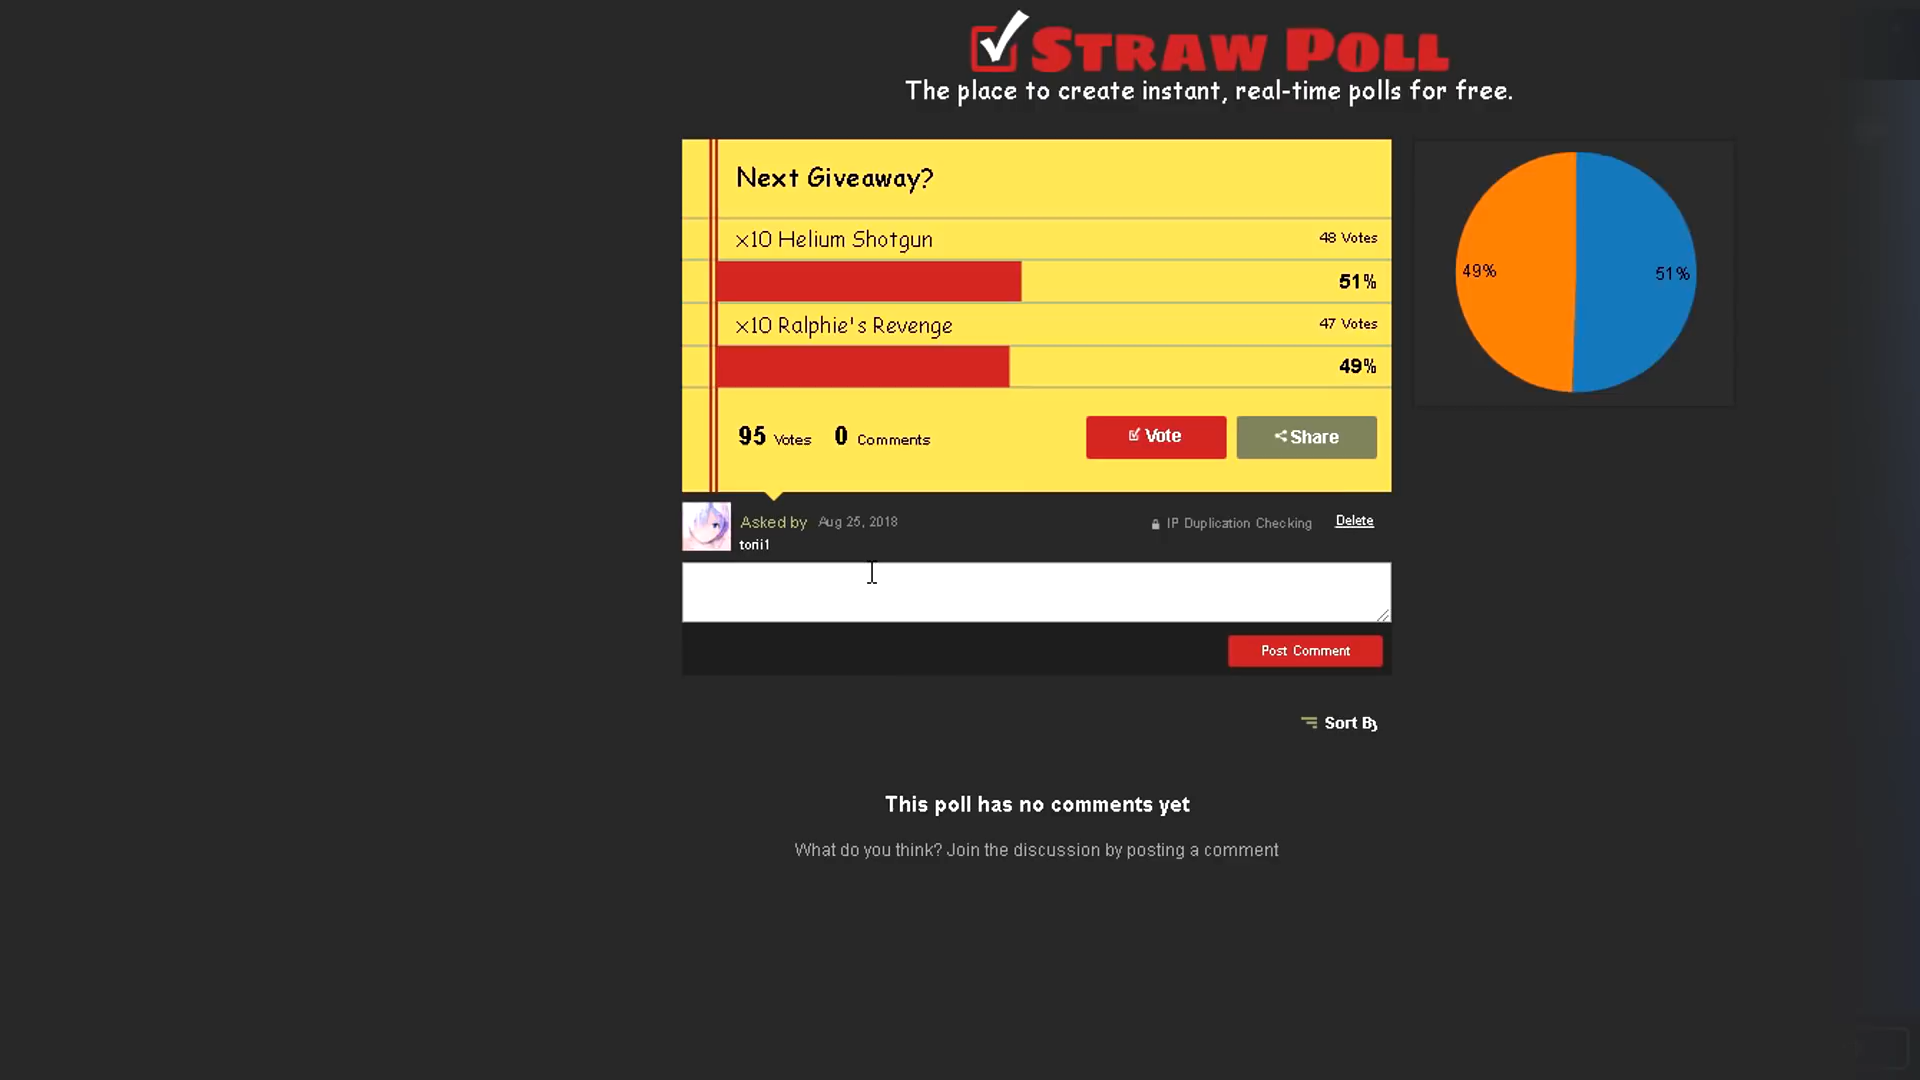 STRAW POLL
The place to create instant, real-time polls for free.
Next Giveaway?
x10 Helium Shotgun 48 Votes
51%
x10 Ralphie's Revenge 47 Votes
49%
95 Votes 0 Comments Vote Share
49% 51%
Asked by Aug 25, 2018 IP Duplication Checking Delete
torii1
Post Comment
Sort By
This poll has no comments yet
What do you think? Join the discussion by posting a comment